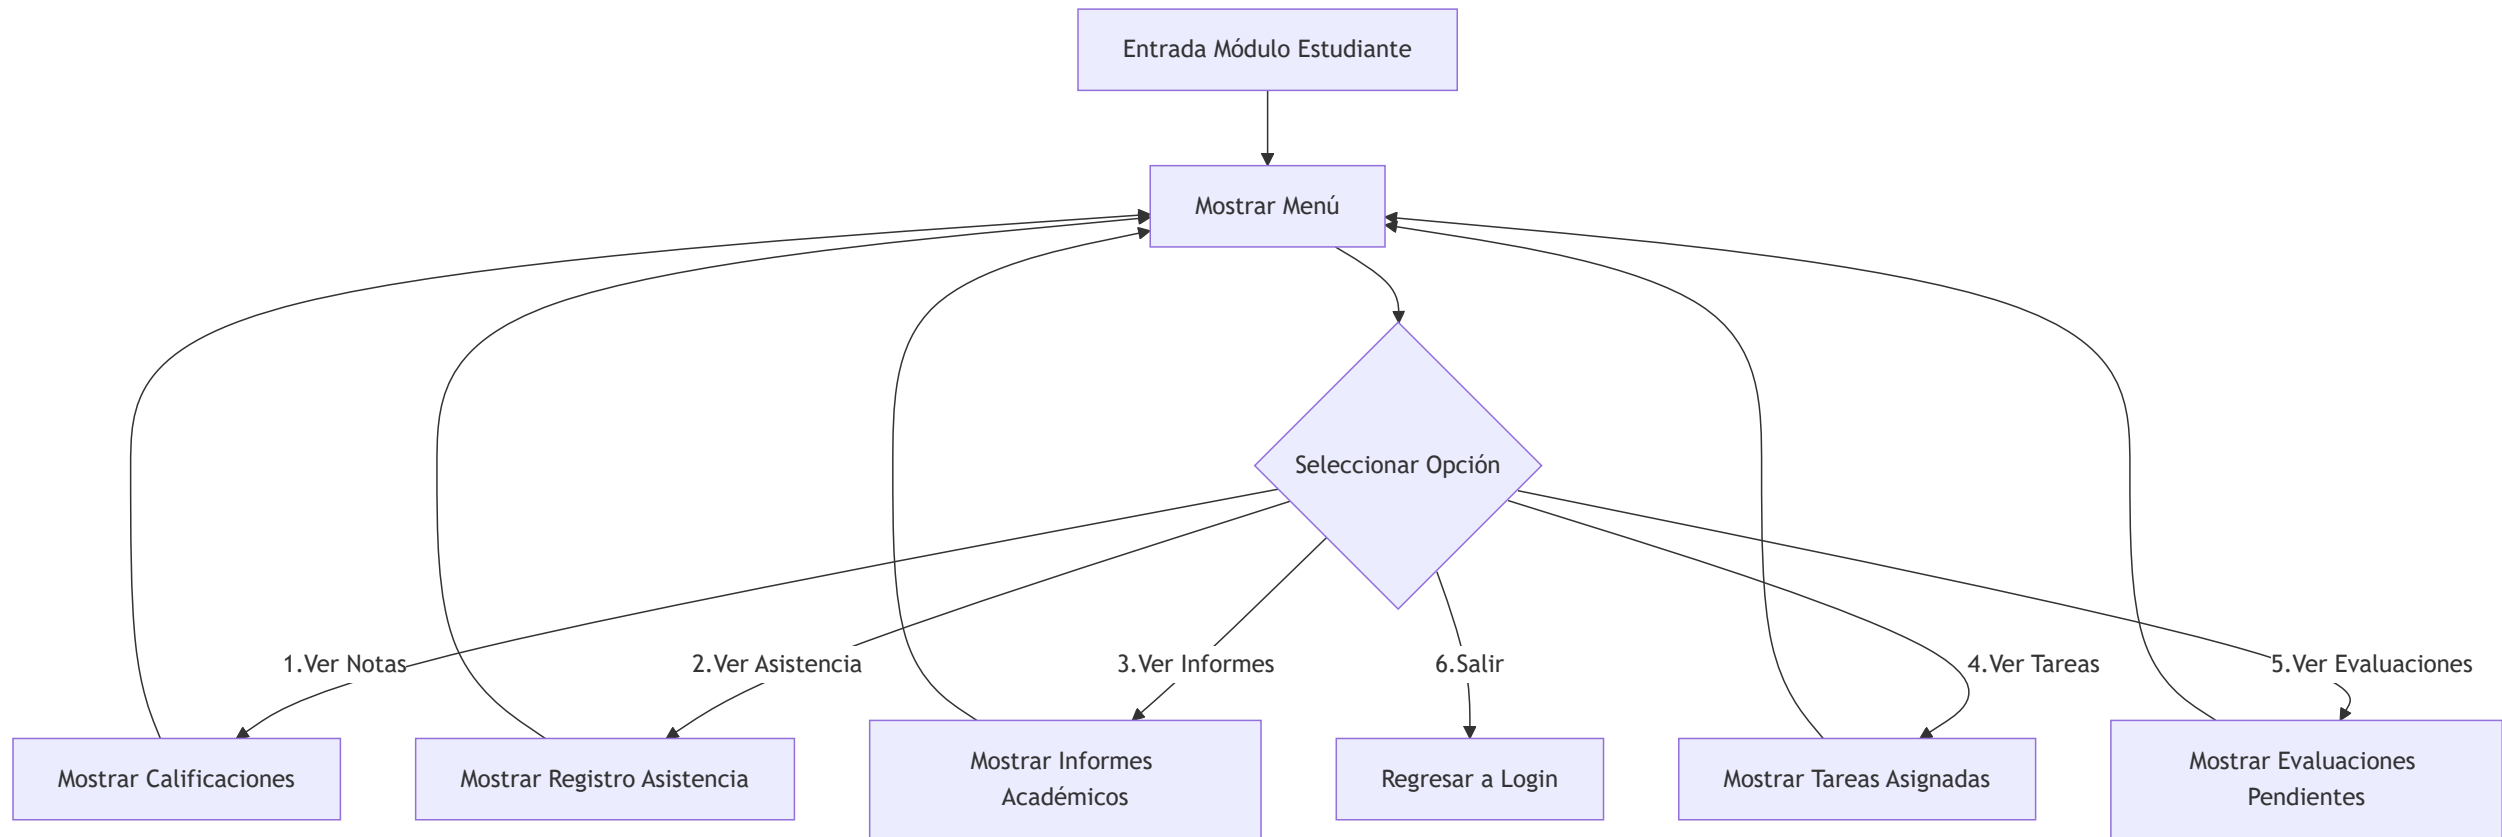 Entrada Módulo Estudiante
Mostrar Menú
Seleccionar Opción
1.Ver Notas
2.Ver Asistencia
3.Ver Informes
6.Salir
4.Ver Tareas
5.Ver Evaluaciones
Mostrar Calificaciones
Mostrar Registro Asistencia
Mostrar Informes
Académicos
Regresar a Login
Mostrar Tareas Asignadas
Mostrar Evaluaciones
Pendientes